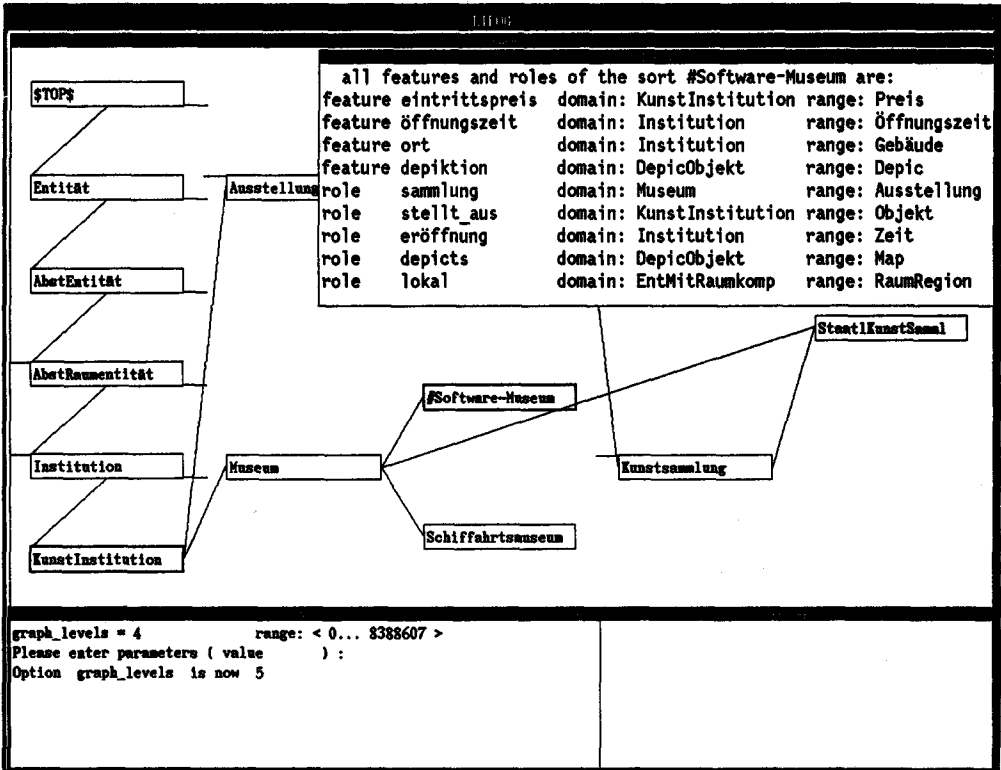 $TOP$
Entität
AbstEntität
AbstRaumentität
Institution
KunstInstitution
Ausstellung
all features and roles of the sort #Software-Museum are:
feature eintrittspreis domain: KunstInstitution range: Preis
feature öffnungszeit domain: Institution range: Öffnungszeit
feature ort domain: Institution range: Gebäude
feature depiktion domain: DepicObjekt range: Depic
role sammlung domain: Museum range: Ausstellung
role stellt_aus domain: KunstInstitution range: Objekt
role eröffnung domain: Institution range: Zeit
role depicts domain: DepicObjekt range: Map
role lokal domain: EntMitRaumkomp range: RaumRegion
StaatlKunstSamml
#Software-Museum
Museum
Kunstsammlung
Schiffahrtsmuseum
graph_levels = 4 range: < 0... 8388607 >
Please enter parameters ( value ) :
Option graph_levels is now 5